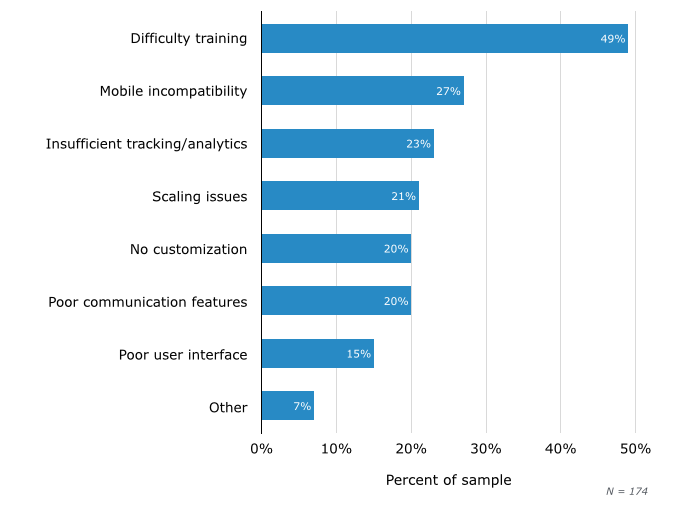 Difficulty training 49%
Mobile incompatibility 27%
Insufficient tracking/analytics 23%
Scaling issues 21%
No customization 20%
Poor communication features 20%
Poor user interface 15%
Other 7%
0% 10% 20% 30% 40% 50%
Percent of sample
N = 174